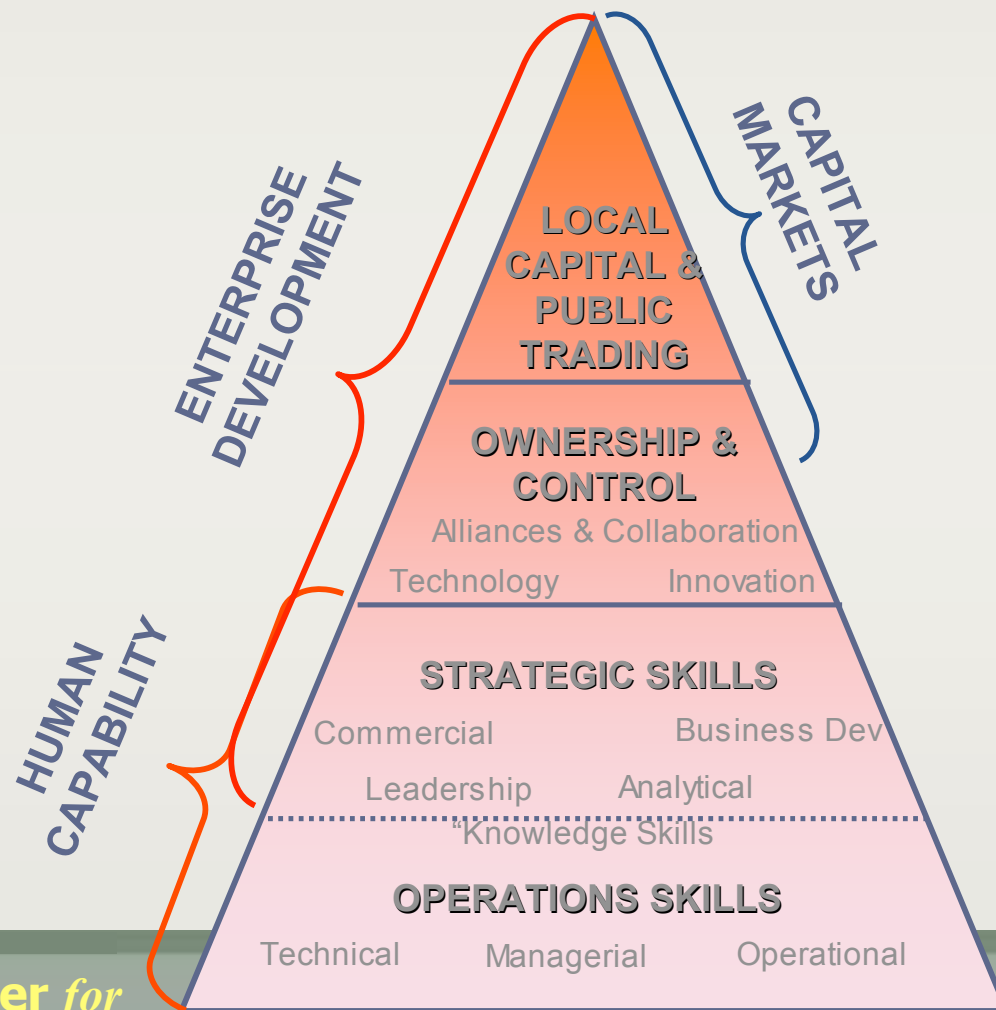 CAPITAL
MARKETS
ENTERPRISE
DEVELOPMENT
LOCAL
CAPITAL &
PUBLIC
TRADING
OWNERSHIP &
CONTROL
Alliances & Collaboration
Technology Innovation
HUMAN
CAPABILITY
STRATEGIC SKILLS
Commercial Business Dev
Leadership Analytical
“Knowledge Skills
OPERATIONS SKILLS
Technical Managerial Operational
er for